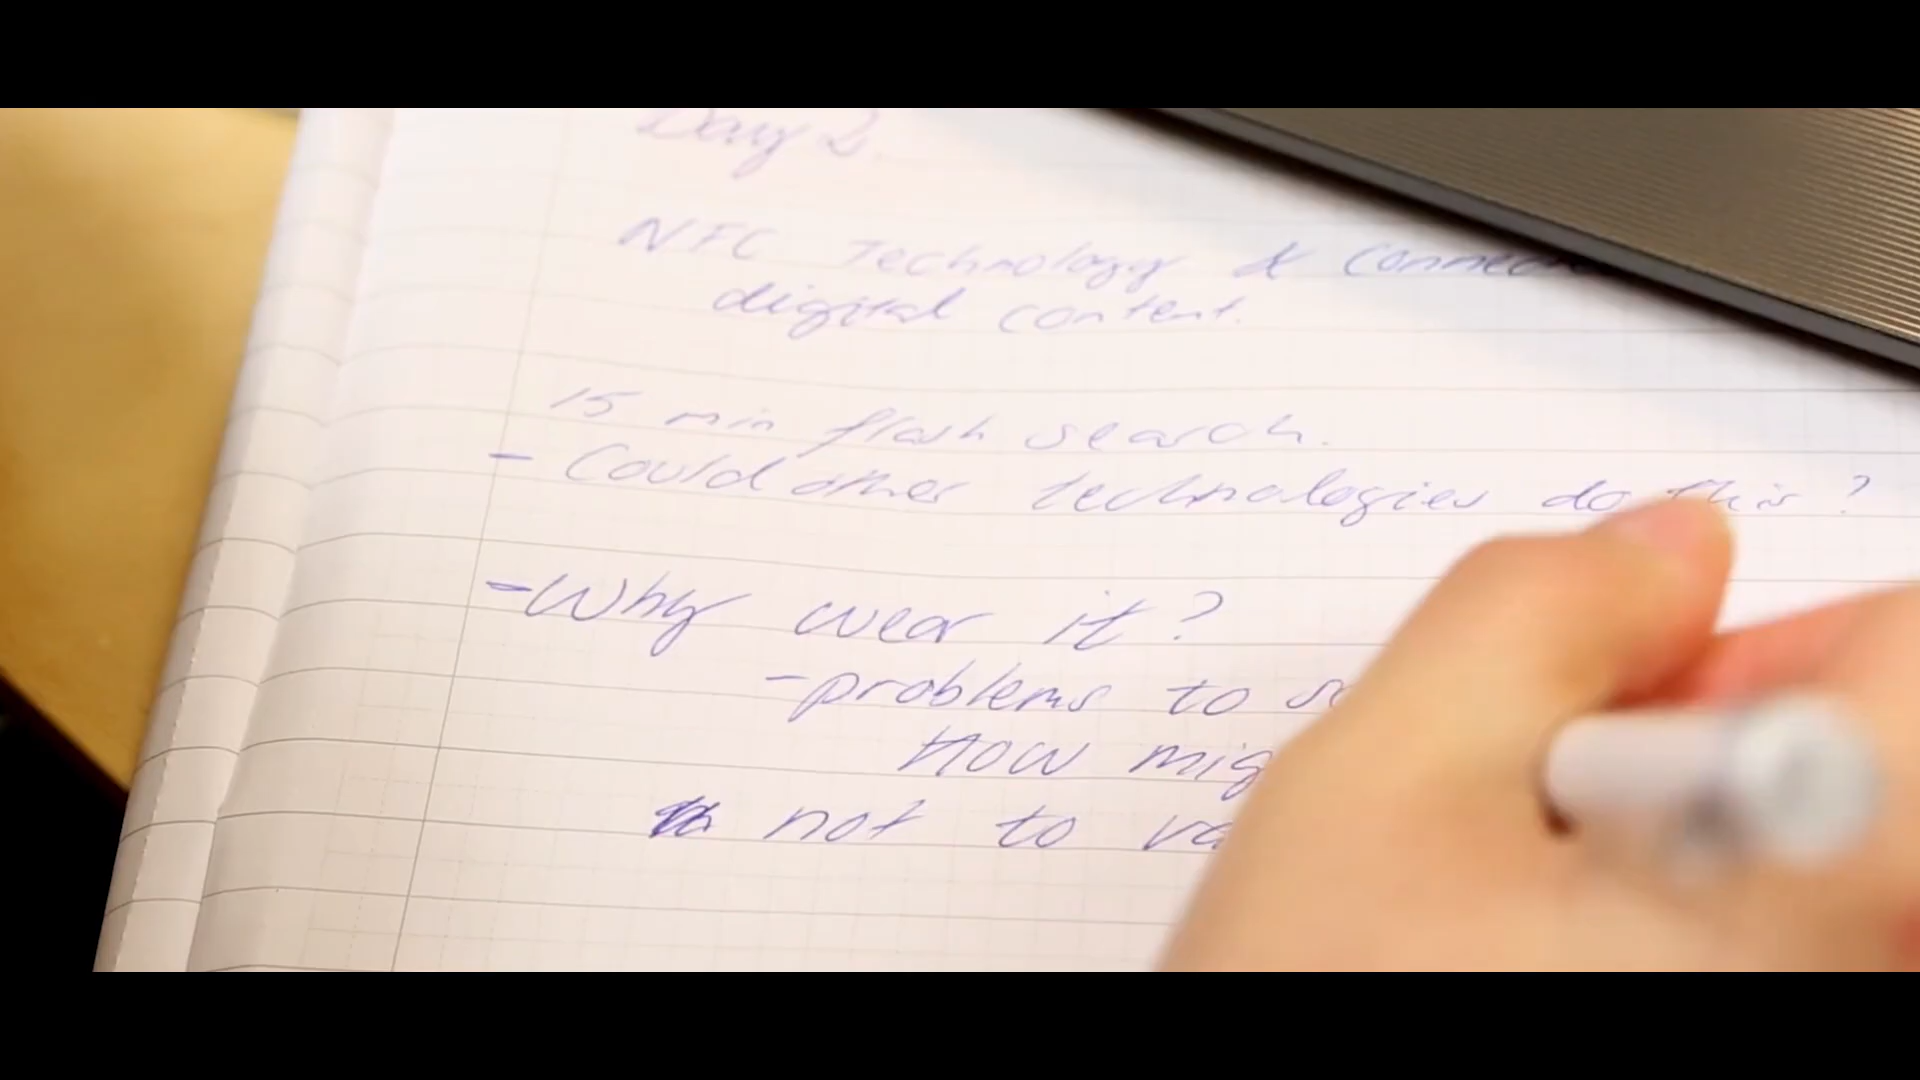 Day 2
NFC Technology &
digital content.
15 min flash search.
- Could other technologies do this?
- Why wear it?
- problems to
How
not to